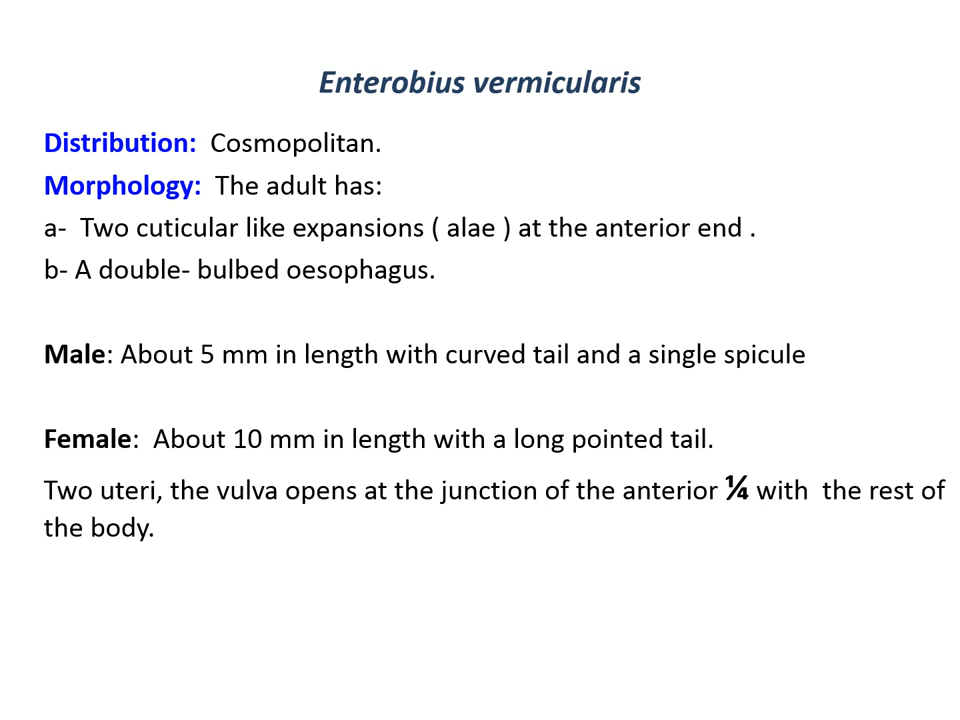 Enterobius vermicularis
Distribution: Cosmopolitan.
Morphology: The adult has:
a- Two cuticular like expansions ( alae ) at the anterior end .
b- A double- bulbed oesophagus.
Male: About 5 mm in length with curved tail and a single spicule
Female: About 10 mm in length with a long pointed tail.
Two uteri, the vulva opens at the junction of the anterior ¼ with the rest of
the body.